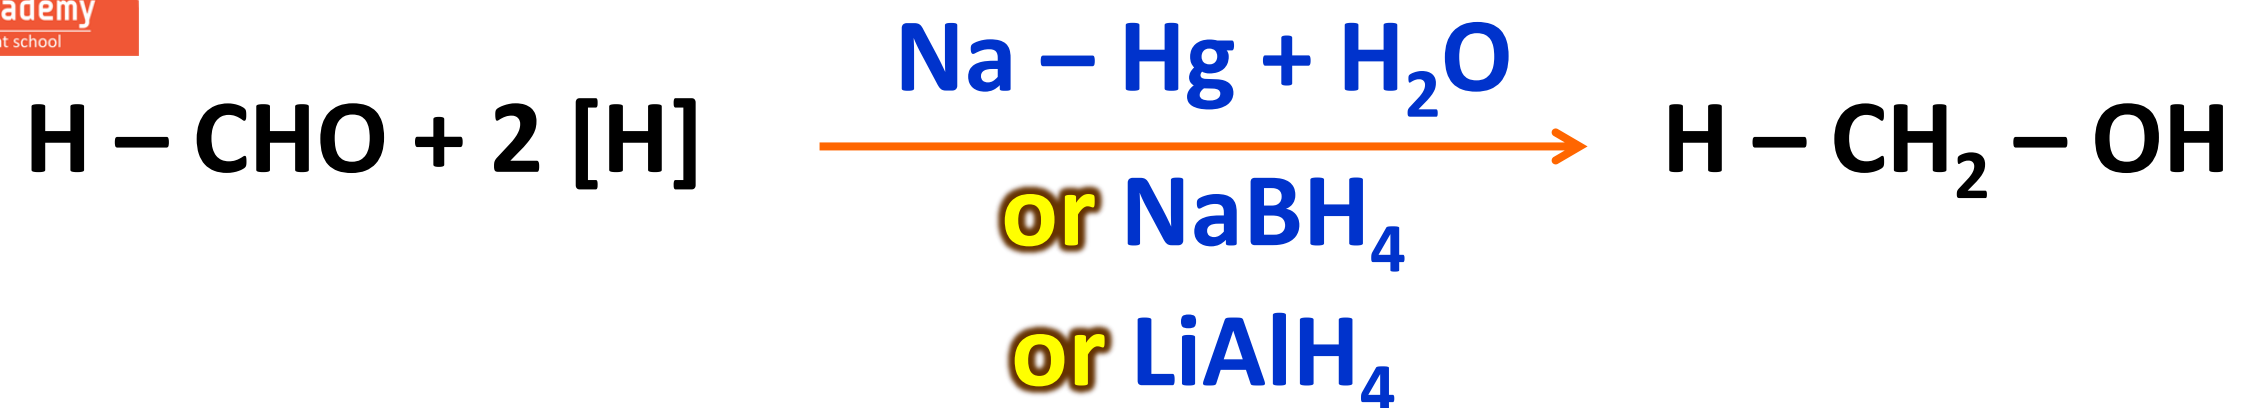 ademy
t school
Na – Hg + H₂O
H – CHO + 2 [H]
H – CH₂ – OH
or NaBH₄
or LiAlH₄